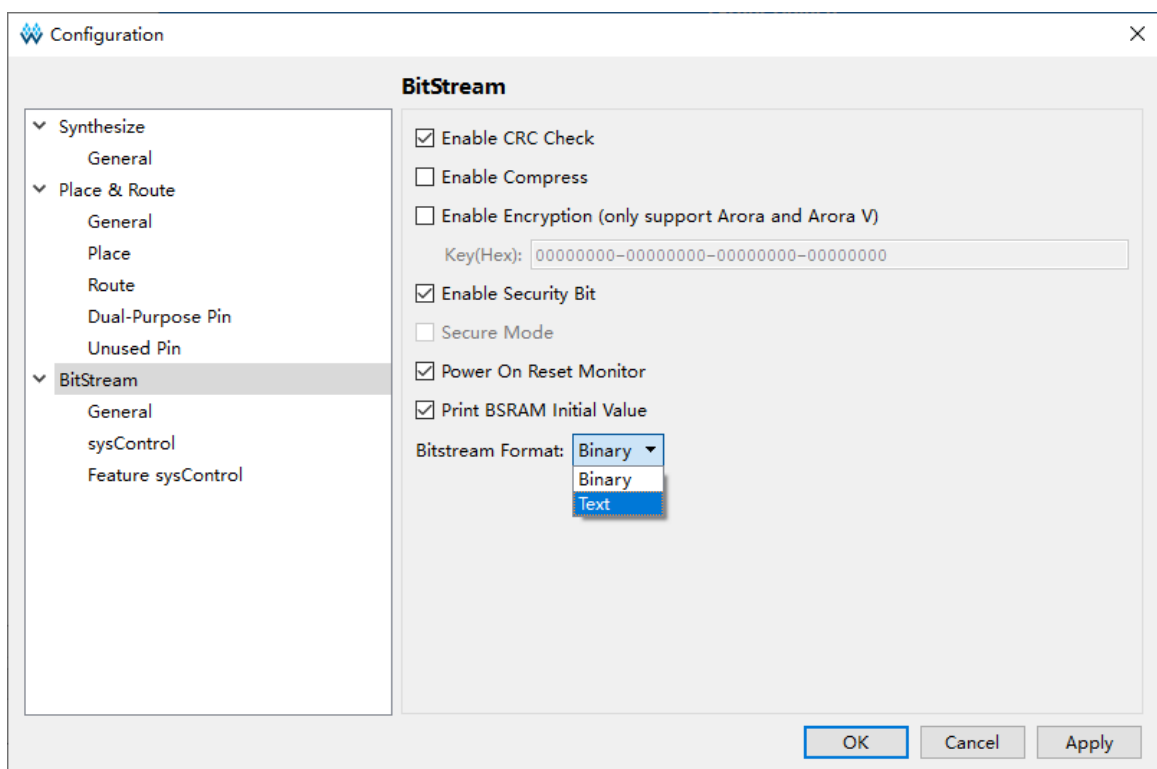 Configuration
BitStream
Synthesize
General
Place & Route
General
Place
Route
Dual-Purpose Pin
Unused Pin
BitStream
General
sysControl
Feature sysControl
Enable CRC Check
Enable Compress
Enable Encryption (only support Arora and Arora V)
Key(Hex): 00000000-00000000-00000000-00000000
Enable Security Bit
Secure Mode
Power On Reset Monitor
Print BSRAM Initial Value
Bitstream Format: Binary
Binary
Text
OK Cancel Apply